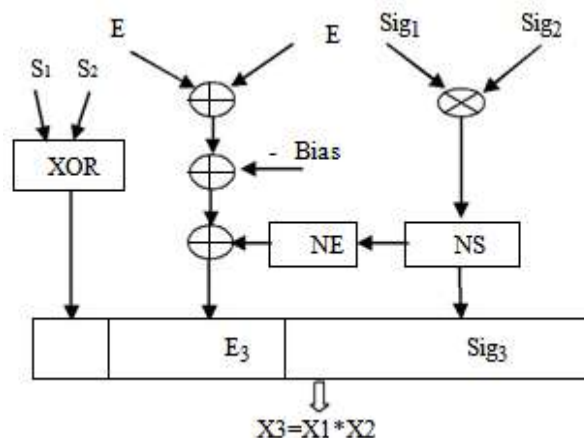 E E Sig1 Sig2
S1 S2
XOR
- Bias
NE NS
E3 Sig3
X3=X1*X2